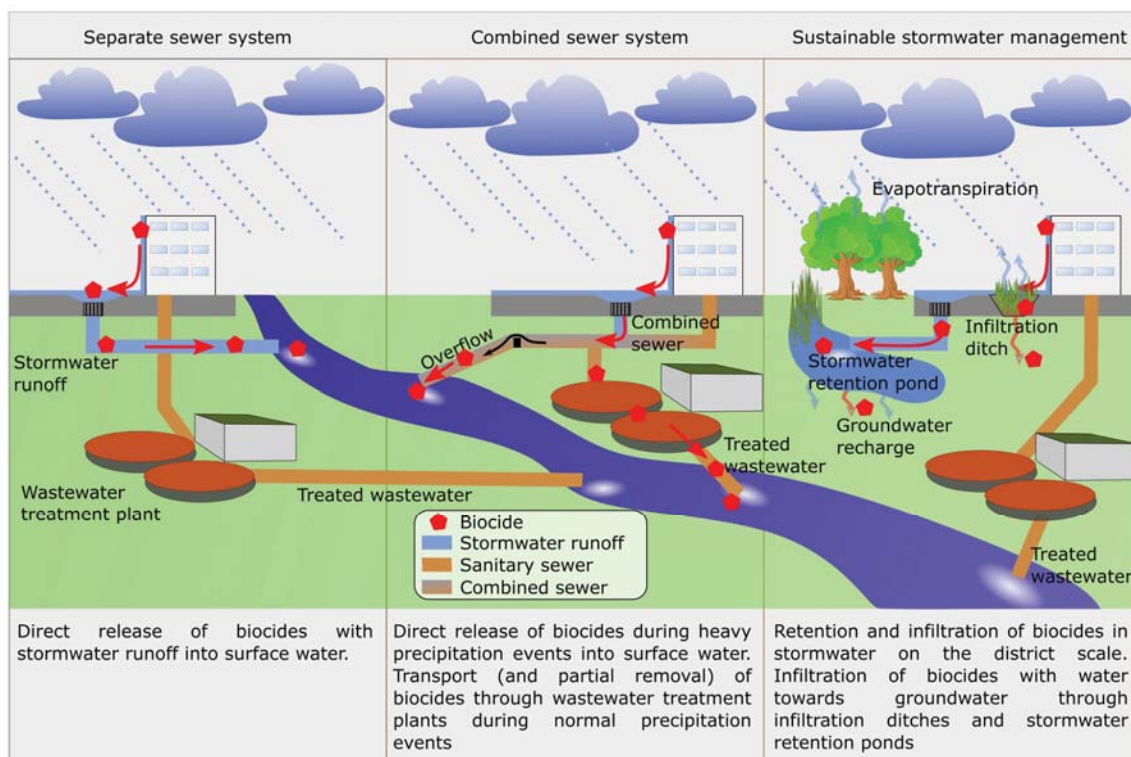 Separate sewer system
Combined sewer system
Sustainable stormwater management
Evapotranspiration
Stormwater
runoff
Wastewater
treatment plant
Treated wastewater
Overflow
Combined
sewer
Treated
wastewater
Infiltration
ditch
Stormwater
retention pond
Groundwater
recharge
Treated
wastewater
Biocide
Stormwater runoff
Sanitary sewer
Combined sewer
Direct release of biocides with
stormwater runoff into surface water.
Direct release of biocides during heavy
precipitation events into surface water.
Transport (and partial removal) of
biocides through wastewater treatment
plants during normal precipitation
events
Retention and infiltration of biocides in
stormwater on the district scale.
Infiltration of biocides with water
towards groundwater through
infiltration ditches and stormwater
retention ponds